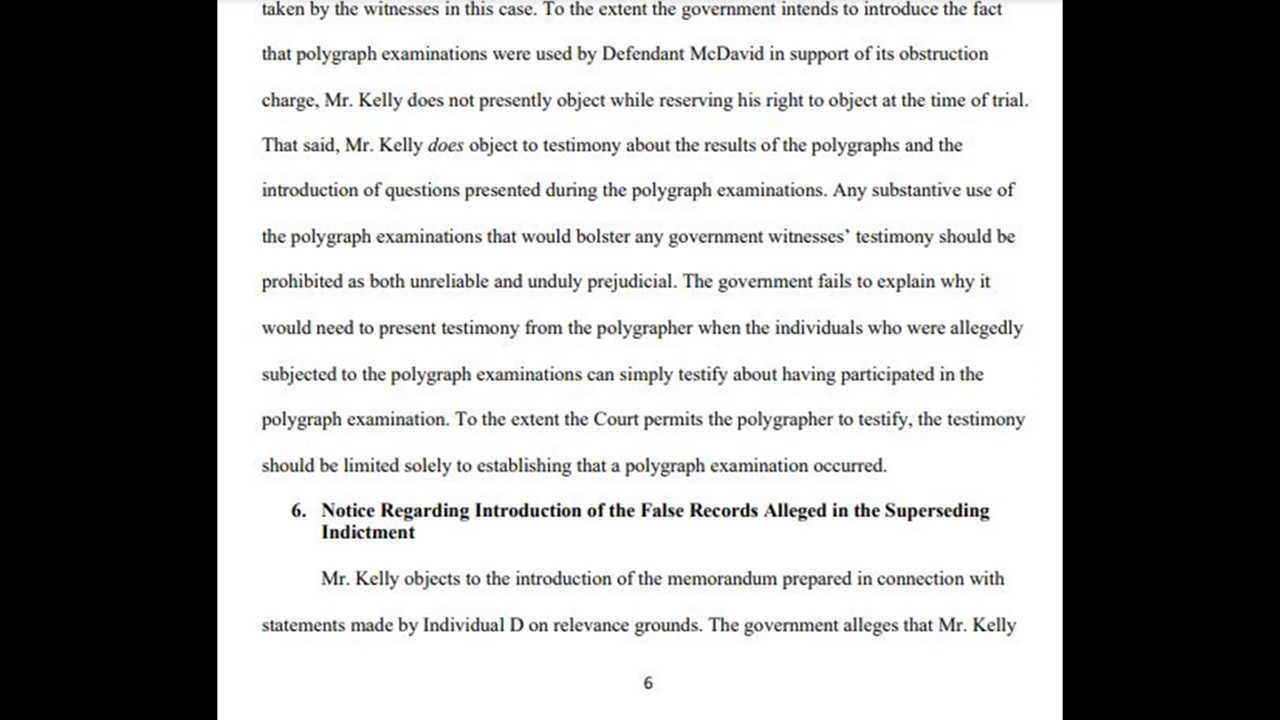 taken by the witnesses in this case. To the extent the government intends to introduce the fact
that polygraph examinations were used by Defendant McDavid in support of its obstruction
charge, Mr. Kelly does not presently object while reserving his right to object at the time of trial.
That said, Mr. Kelly does object to testimony about the results of the polygraphs and the
introduction of questions presented during the polygraph examinations. Any substantive use of
the polygraph examinations that would bolster any government witnesses’ testimony should be
prohibited as both unreliable and unduly prejudicial. The government fails to explain why it
would need to present testimony from the polygrapher when the individuals who were allegedly
subjected to the polygraph examinations can simply testify about having participated in the
polygraph examination. To the extent the Court permits the polygrapher to testify, the testimony
should be limited solely to establishing that a polygraph examination occurred.
6. Notice Regarding Introduction of the False Records Alleged in the Superseding
Indictment
Mr. Kelly objects to the introduction of the memorandum prepared in connection with
statements made by Individual D on relevance grounds. The government alleges that Mr. Kelly
6